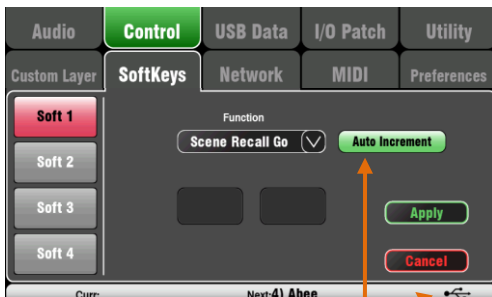 Audio Control USB Data I/O Patch Utility
Custom Layer SoftKeys Network MIDI Preferences
Soft 1
Function
Scene Recall Go Auto Increment
Soft 2
Soft 3 Apply
Soft 4 Cancel
Curr: Next:4) Abee